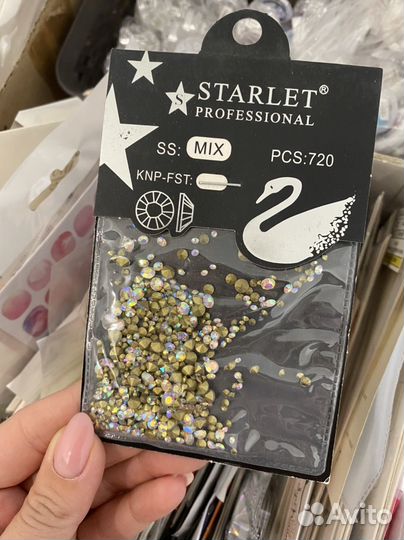 S STARLET®
PROFESSIONAL
SS: MIX PCS:720
KNP-FST:
Avito